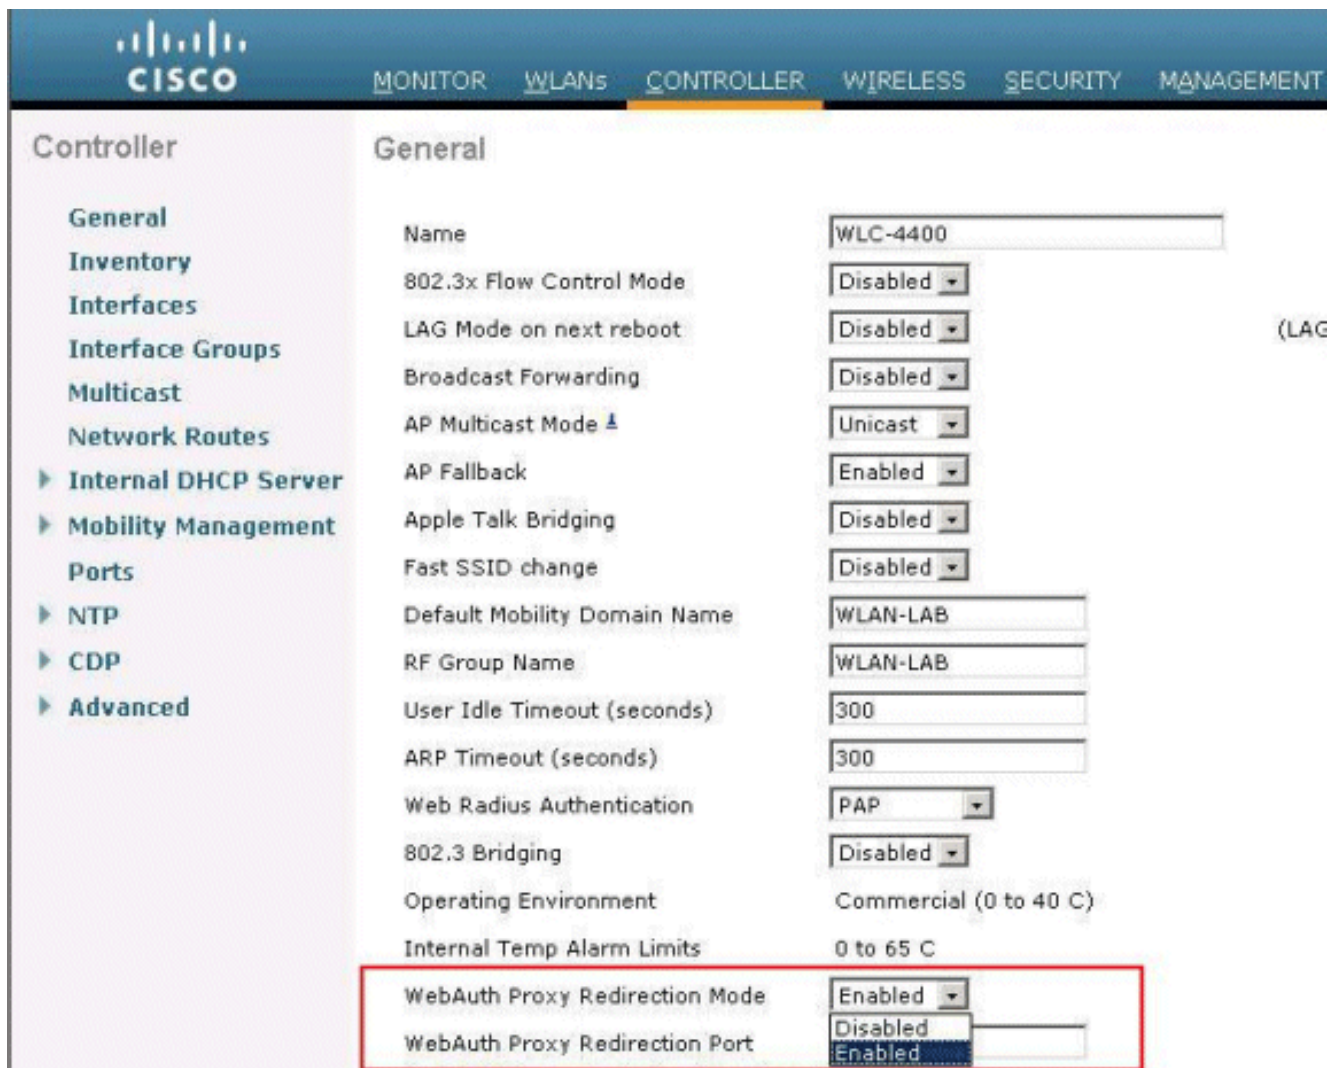 CISCO
MONITOR WLANs CONTROLLER WIRELESS SECURITY MANAGEMENT
Controller
General
Inventory
Interfaces
Interface Groups
Multicast
Network Routes
Internal DHCP Server
Mobility Management
Ports
NTP
CDP
Advanced
General
Name WLC-4400
802.3x Flow Control Mode Disabled
LAG Mode on next reboot Disabled (LAG
Broadcast Forwarding Disabled
AP Multicast Mode 1 Unicast
AP Fallback Enabled
Apple Talk Bridging Disabled
Fast SSID change Disabled
Default Mobility Domain Name WLAN-LAB
RF Group Name WLAN-LAB
User Idle Timeout (seconds) 300
ARP Timeout (seconds) 300
Web Radius Authentication PAP
802.3 Bridging Disabled
Operating Environment Commercial (0 to 40 C)
Internal Temp Alarm Limits 0 to 65 C
WebAuth Proxy Redirection Mode Enabled
Disabled
WebAuth Proxy Redirection Port
Enabled